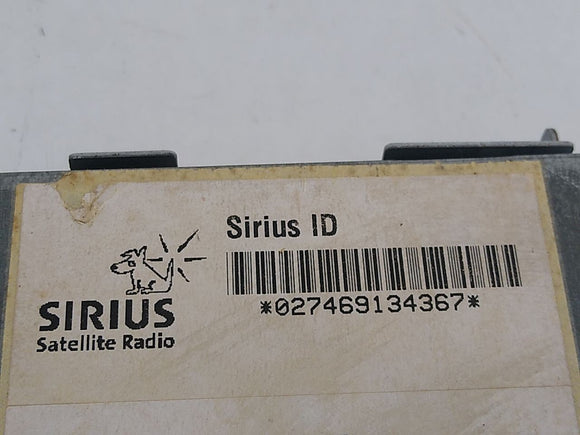 Sirius ID
*027469134367*
SIRIUS
Satellite Radio